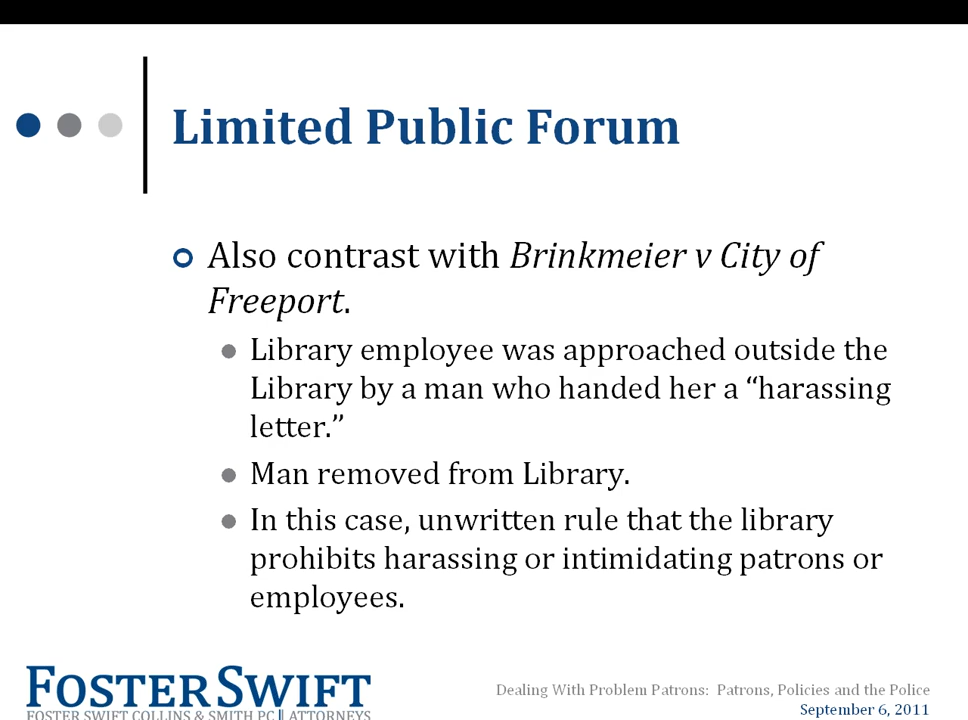 Limited Public Forum
Also contrast with Brinkmeier v City of
Freeport.
Library employee was approached outside the
Library by a man who handed her a “harassing
letter.”
Man removed from Library.
In this case, unwritten rule that the library
prohibits harassing or intimidating patrons or
employees.
FOSTER SWIFT
FOSTER SWIFT COLLINS & SMITH PC || ATTORNEYS
Dealing With Problem Patrons: Patrons, Policies and the Police
September 6, 2011